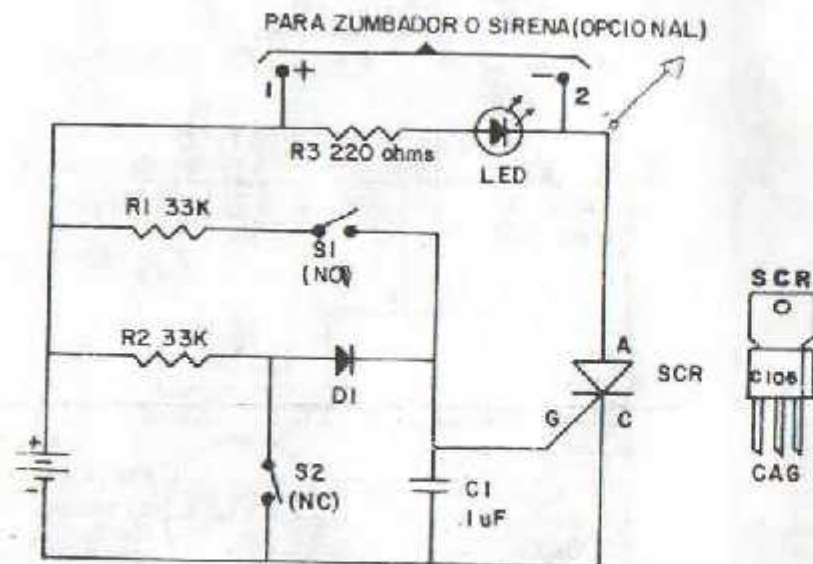 PARA ZUMBADOR O SIRENA (OPCIONAL)
1 + - 2
R3 220 ohms
LED
R1 33K
S1
(NO)
SCR
R2 33K
A
D1
SCR
C106
G C
+
-
S2
(NC)
C1
.1uF
CAG